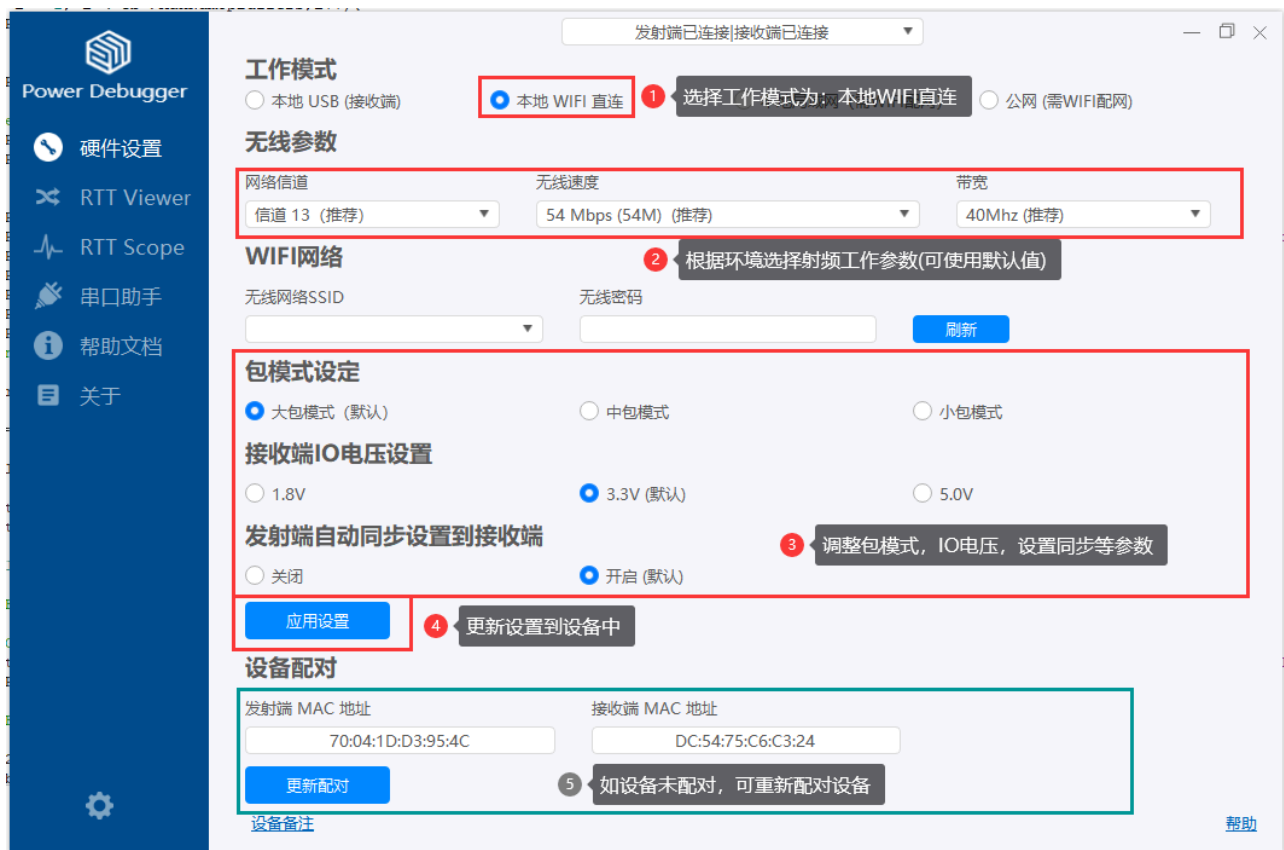 发射端已连接|接收端已连接
Power Debugger
硬件设置
RTT Viewer
RTT Scope
串口助手
帮助文档
关于
工作模式
本地 USB (接收端)
本地 WIFI 直连
1 选择工作模式为：本地WIFI直连
公网 (需WIFI配网)
无线参数
网络信道
无线速度
带宽
信道 13（推荐）
54 Mbps (54M)（推荐）
40Mhz (推荐)
WIFI网络
2 根据环境选择射频工作参数(可使用默认值)
无线网络SSID
无线密码
刷新
包模式设定
大包模式（默认）
中包模式
小包模式
接收端IO电压设置
1.8V
3.3V (默认)
5.0V
发射端自动同步设置到接收端
3 调整包模式，IO电压，设置同步等参数
关闭
开启 (默认)
应用设置
4 更新设置到设备中
设备配对
发射端 MAC 地址
接收端 MAC 地址
70:04:1D:D3:95:4C
DC:54:75:C6:C3:24
更新配对
5 如设备未配对，可重新配对设备
设备备注
帮助